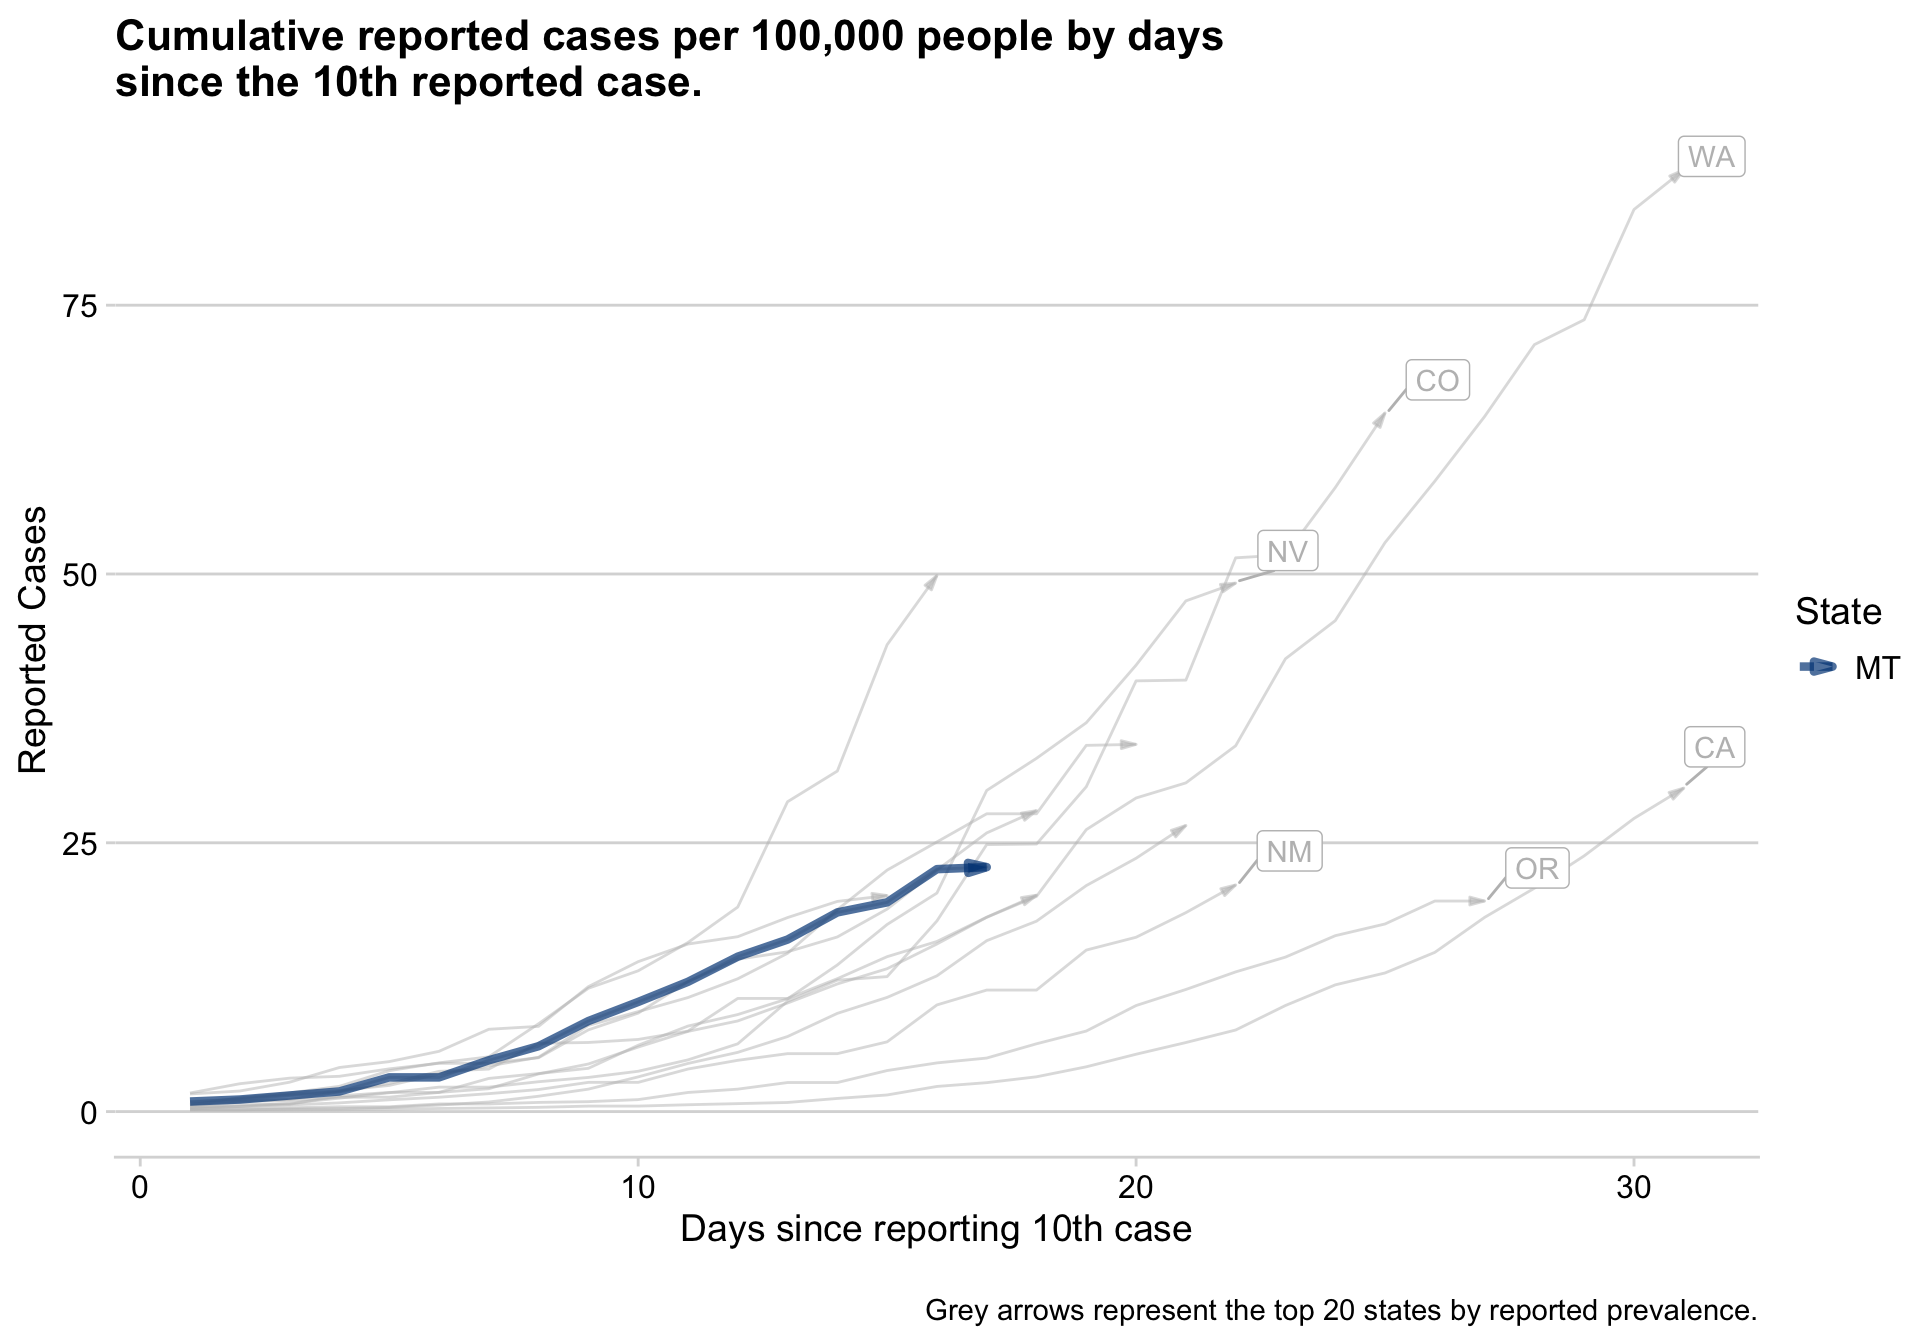 Cumulative reported cases per 100,000 people by days
since the 10th reported case.
WA
75
CO
NV
50
Reported Cases
State
MT
CA
25
NM
OR
0
0 10 20 30
Days since reporting 10th case
Grey arrows represent the top 20 states by reported prevalence.